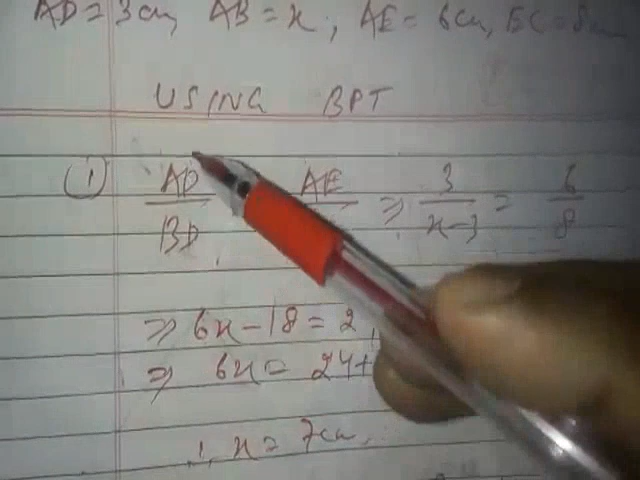 AD = 3cm, AB = x, AE = 6cm, EC = 8cm
USING BPT
① AD/BD AE ⇒ 3/x-3 = 6/8
⇒ 6x - 18 = 2
⇒ 6x = 24+
∴ x = 7cm,